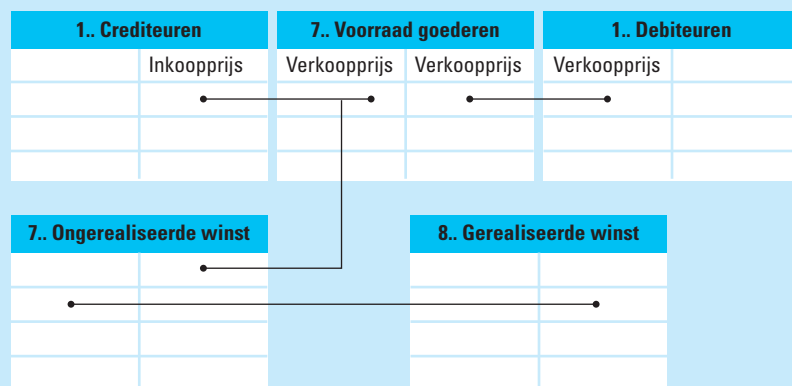 1.. Crediteuren 7.. Voorraad goederen 1.. Debiteuren
Inkoopprijs Verkoopprijs Verkoopprijs Verkoopprijs
7.. Ongerealiseerde winst 8.. Gerealiseerde winst